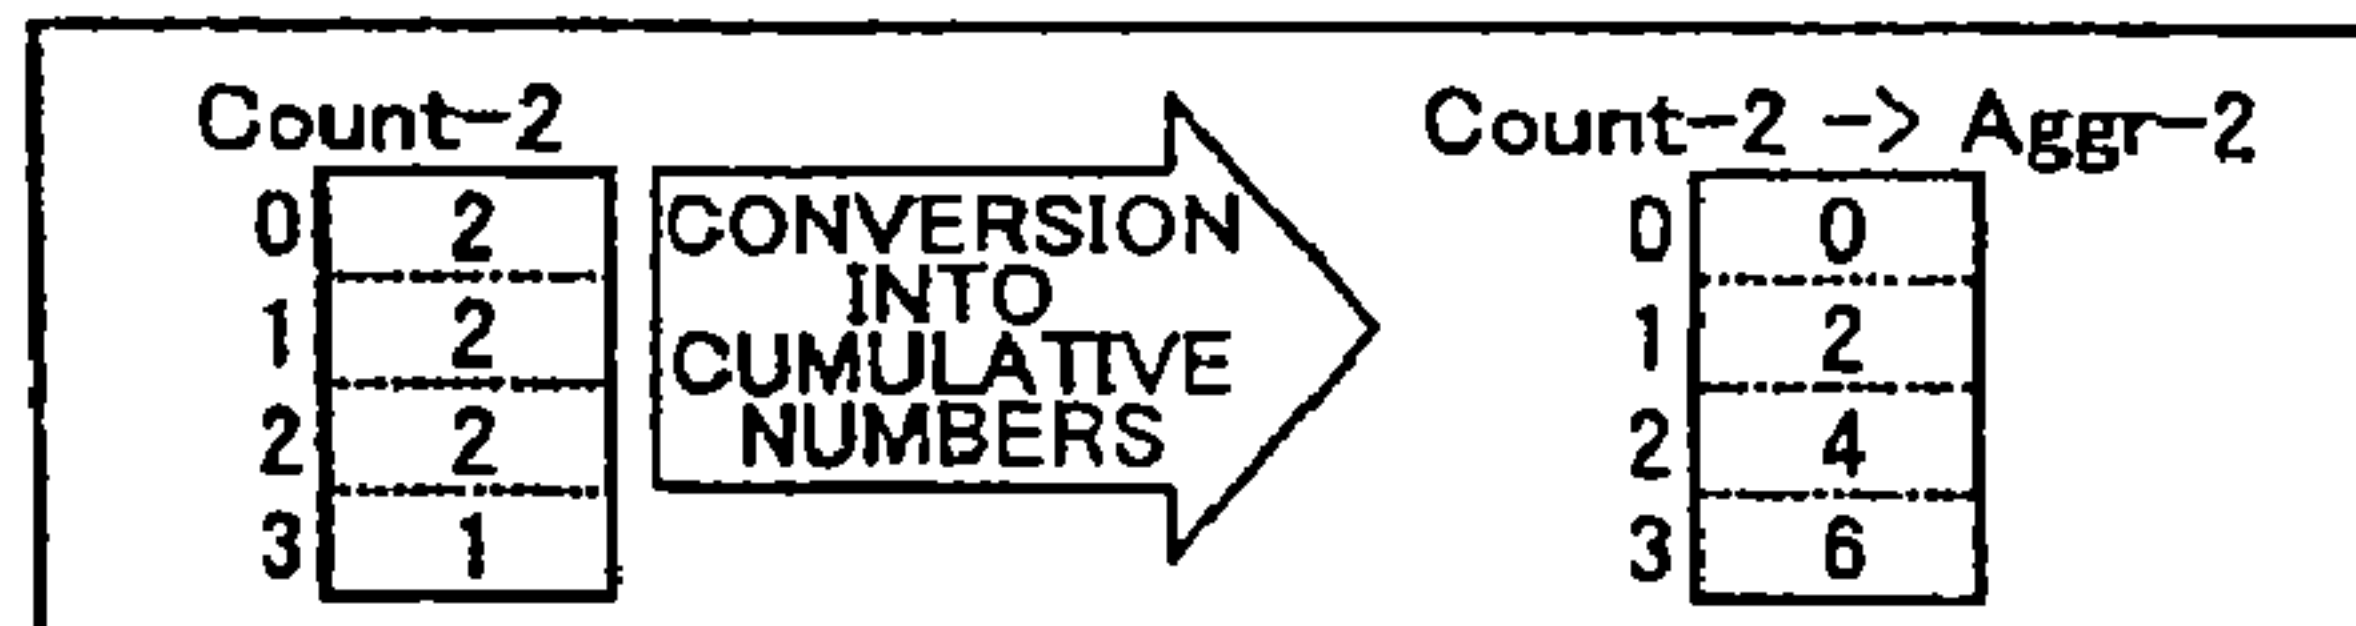 Count-2
0 2
1 2
2 2
3 1
CONVERSION
INTO
CUMULATIVE
NUMBERS
Count-2 -> Aggr-2
0 0
1 2
2 4
3 6